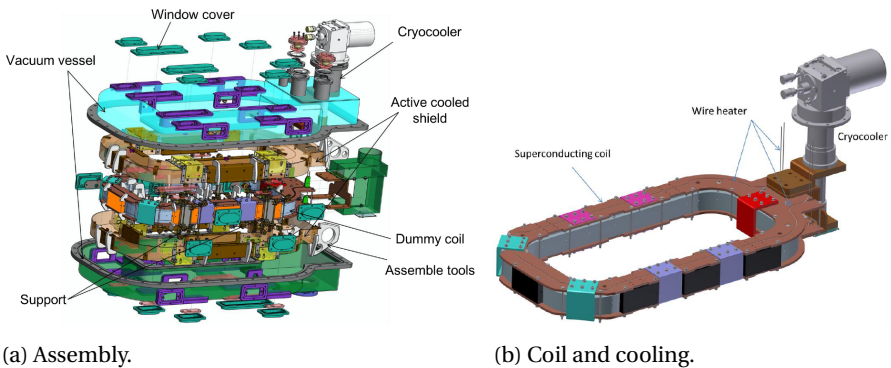 Window cover
Cryocooler
Vacuum vessel
Active cooled
shield
Dummy coil
Assemble tools
Support
(a) Assembly.
Wire heater
Superconducting coil
Cryocooler
(b) Coil and cooling.